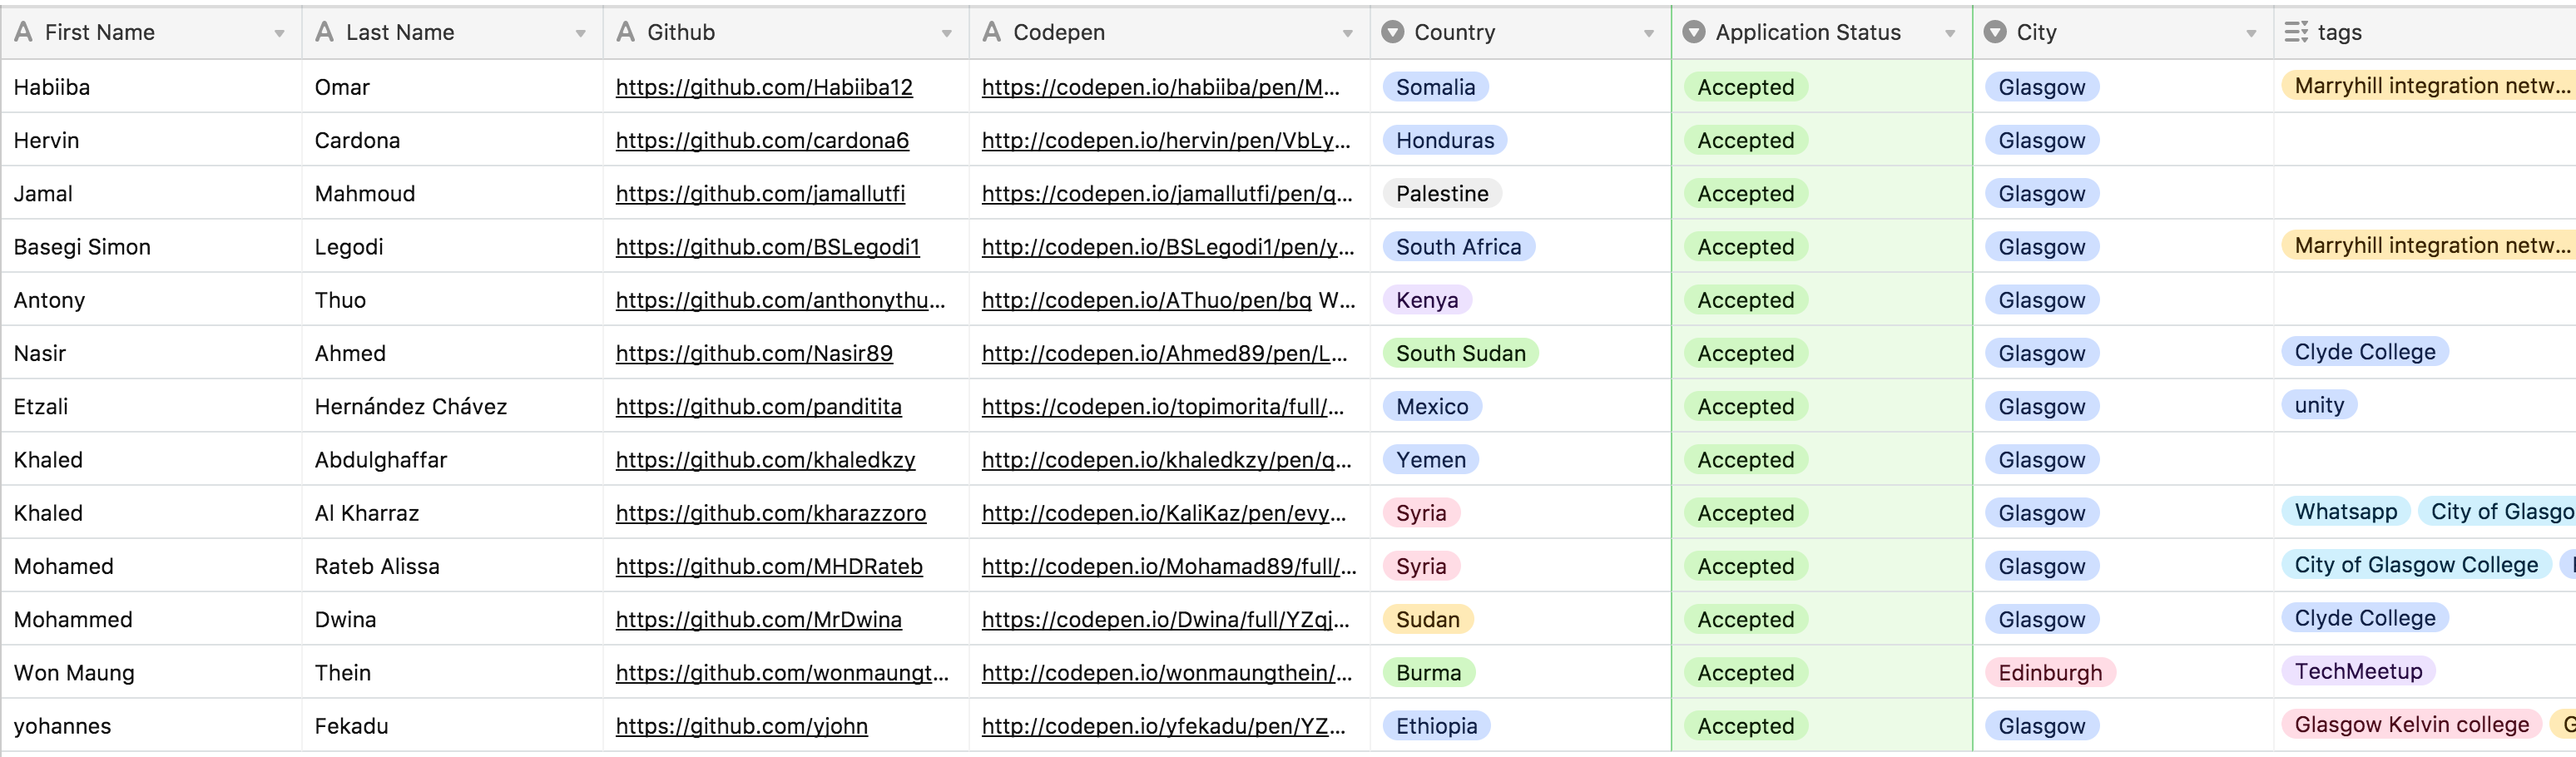 First Name Last Name Github Codepen Country Application Status City tags
Habiiba Omar https://github.com/Habiiba12 https://codepen.io/habiiba/pen/M... Somalia Accepted Glasgow Marryhill integration netw...
Hervin Cardona https://github.com/cardona6 http://codepen.io/hervin/pen/VbLy... Honduras Accepted Glasgow
Jamal Mahmoud https://github.com/jamallutfi https://codepen.io/jamallutfi/pen/q... Palestine Accepted Glasgow
Basegi Simon Legodi https://github.com/BSLegodi1 http://codepen.io/BSLegodi1/pen/y... South Africa Accepted Glasgow Marryhill integration netw...
Antony Thuo https://github.com/anthonythu... http://codepen.io/AThuo/pen/bq W... Kenya Accepted Glasgow
Nasir Ahmed https://github.com/Nasir89 http://codepen.io/Ahmed89/pen/L... South Sudan Accepted Glasgow Clyde College
Etzali Hernández Chávez https://github.com/panditita https://codepen.io/topimorita/full/... Mexico Accepted Glasgow unity
Khaled Abdulghaffar https://github.com/khaledkzy http://codepen.io/khaledkzy/pen/q... Yemen Accepted Glasgow
Khaled Al Kharraz https://github.com/kharazzoro http://codepen.io/KaliKaz/pen/evy... Syria Accepted Glasgow Whatsapp City of Glasgo
Mohamed Rateb Alissa https://github.com/MHDRateb http://codepen.io/Mohamad89/full/... Syria Accepted Glasgow City of Glasgow College
Mohammed Dwina https://github.com/MrDwina https://codepen.io/Dwina/full/YZqj... Sudan Accepted Glasgow Clyde College
Won Maung Thein https://github.com/wonmaungt... http://codepen.io/wonmaungthein/... Burma Accepted Edinburgh TechMeetup
yohannes Fekadu https://github.com/yjohn http://codepen.io/yfekadu/pen/YZ... Ethiopia Accepted Glasgow Glasgow Kelvin college G